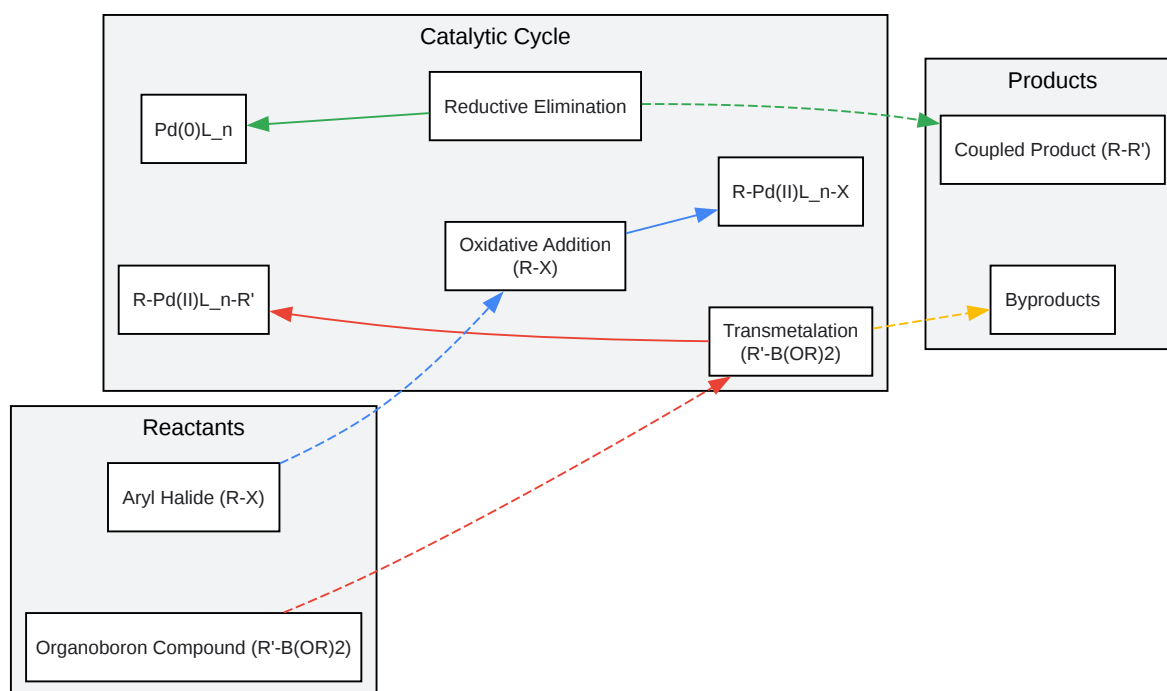 Catalytic Cycle
Reductive Elimination
Pd(0)L_n
R-Pd(II)L_n-X
Oxidative Addition
(R-X)
R-Pd(II)L_n-R'
Transmetalation
(R'-B(OR)2)
Products
Coupled Product (R-R')
Byproducts
Reactants
Aryl Halide (R-X)
Organoboron Compound (R'-B(OR)2)